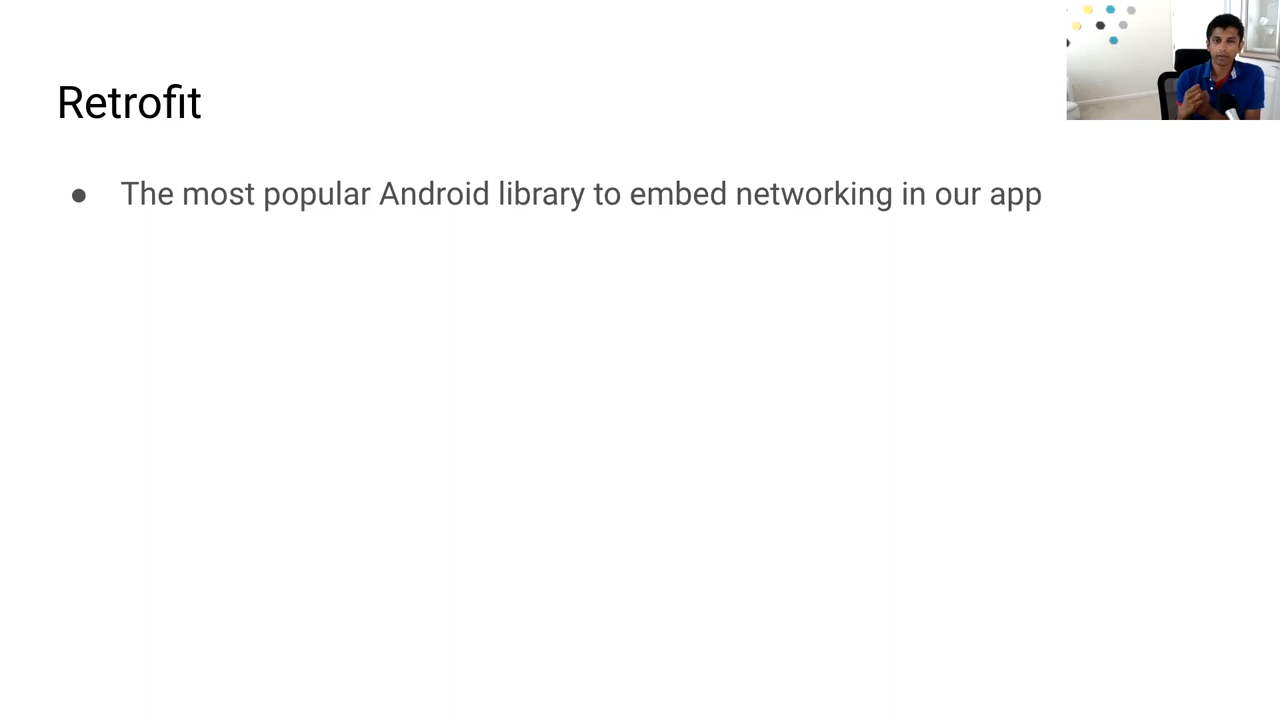 Retrofit
● The most popular Android library to embed networking in our app